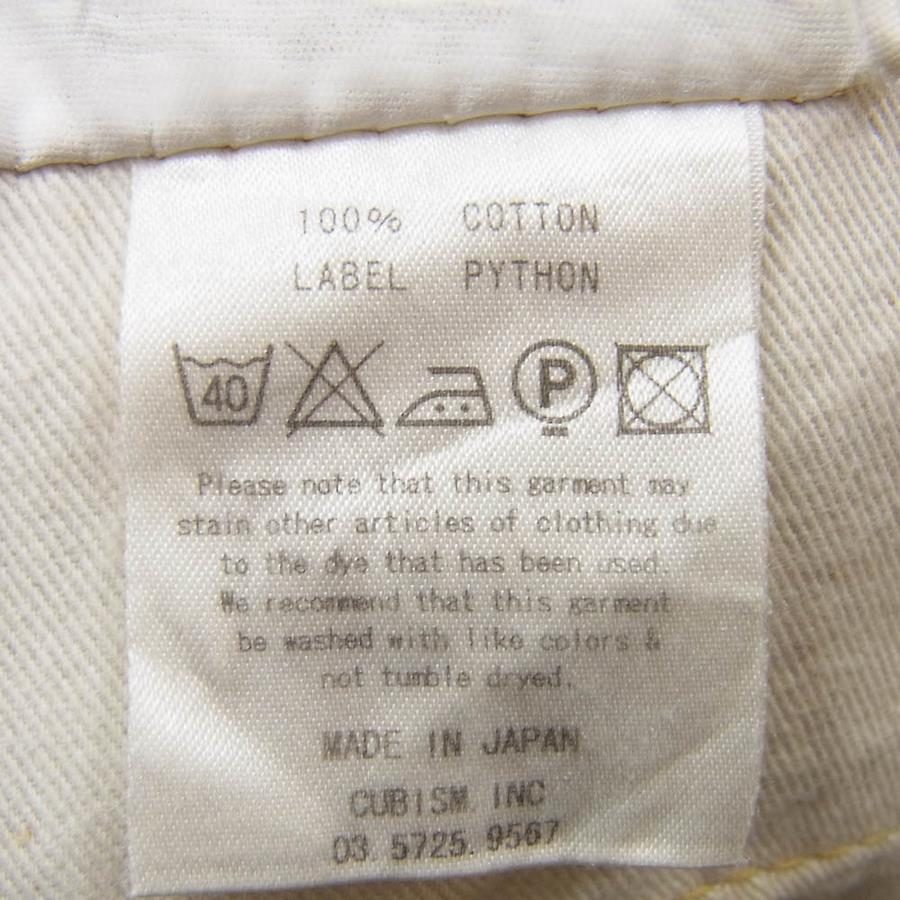 100% COTTON
LABEL PYTHON
40 P
Please note that this garment may
stain other articles of clothing due
to the dye that has been used.
We recommend that this garment
be washed with like colors &
not tumble dryed.
MADE IN JAPAN
CUBISM INC
03.5725.9567